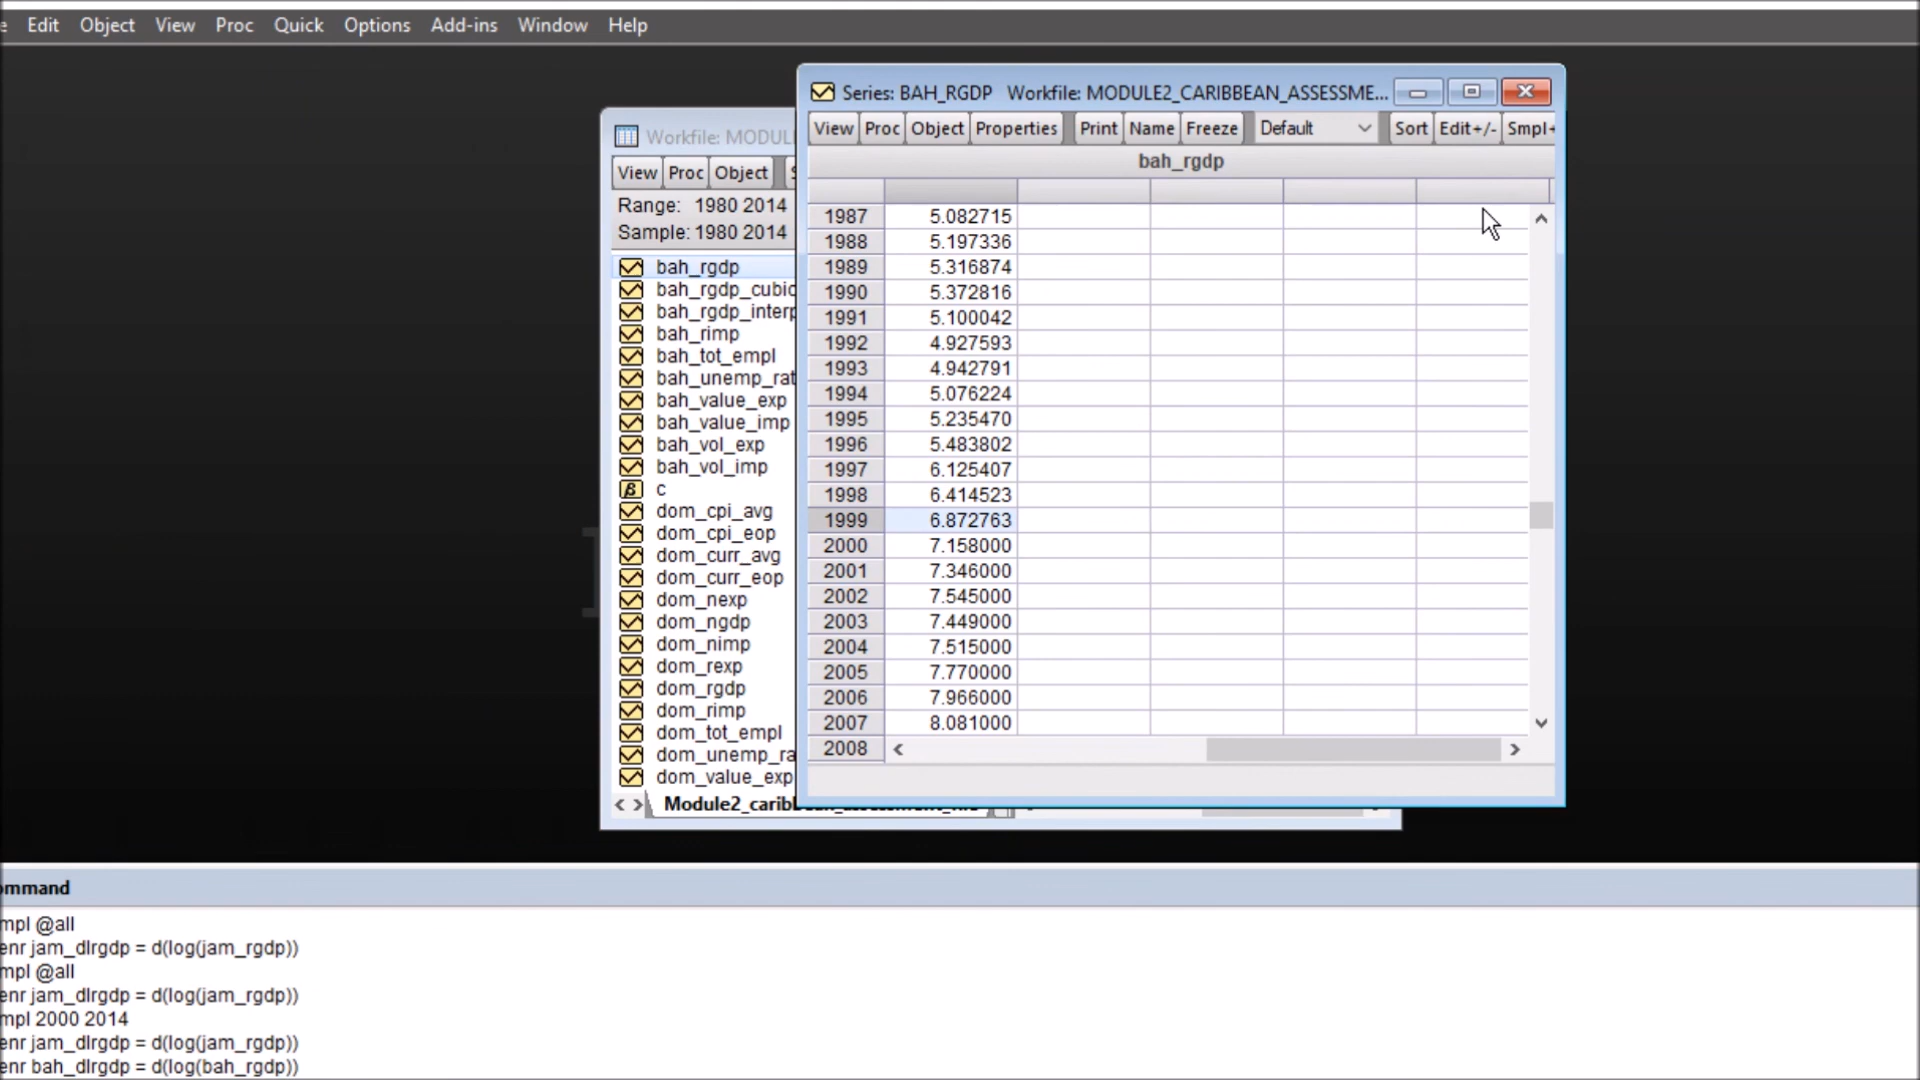 Edit Object View Proc Quick Options Add-ins Window Help
Series: BAH_RGDP Workfile: MODULE2_CARIBBEAN_ASSESSME...
View Proc Object Properties Print Name Freeze Default Sort Edit+/- Smpl+
bah_rgdp
1987 5.082715
1988 5.197336
1989 5.316874
1990 5.372816
1991 5.100042
1992 4.927593
1993 4.942791
1994 5.076224
1995 5.235470
1996 5.483802
1997 6.125407
1998 6.414523
1999 6.872763
2000 7.158000
2001 7.346000
2002 7.545000
2003 7.449000
2004 7.515000
2005 7.770000
2006 7.966000
2007 8.081000
2008
Workfile: MODUL
View Proc Object
Range: 1980 2014
Sample: 1980 2014
bah_rgdp
bah_rgdp_cubic
bah_rgdp_interp
bah_rimp
bah_tot_empl
bah_unemp_rat
bah_value_exp
bah_value_imp
bah_vol_exp
bah_vol_imp
c
dom_cpi_avg
dom_cpi_eop
dom_curr_avg
dom_curr_eop
dom_nexp
dom_ngdp
dom_nimp
dom_rexp
dom_rgdp
dom_rimp
dom_tot_empl
dom_unemp_ra
dom_value_exp
ommand
mpl @all
enr jam_dlrgdp = d(log(jam_rgdp))
mpl @all
enr jam_dlrgdp = d(log(jam_rgdp))
mpl 2000 2014
enr jam_dlrgdp = d(log(jam_rgdp))
enr bah_dlrgdp = d(log(bah_rgdp))